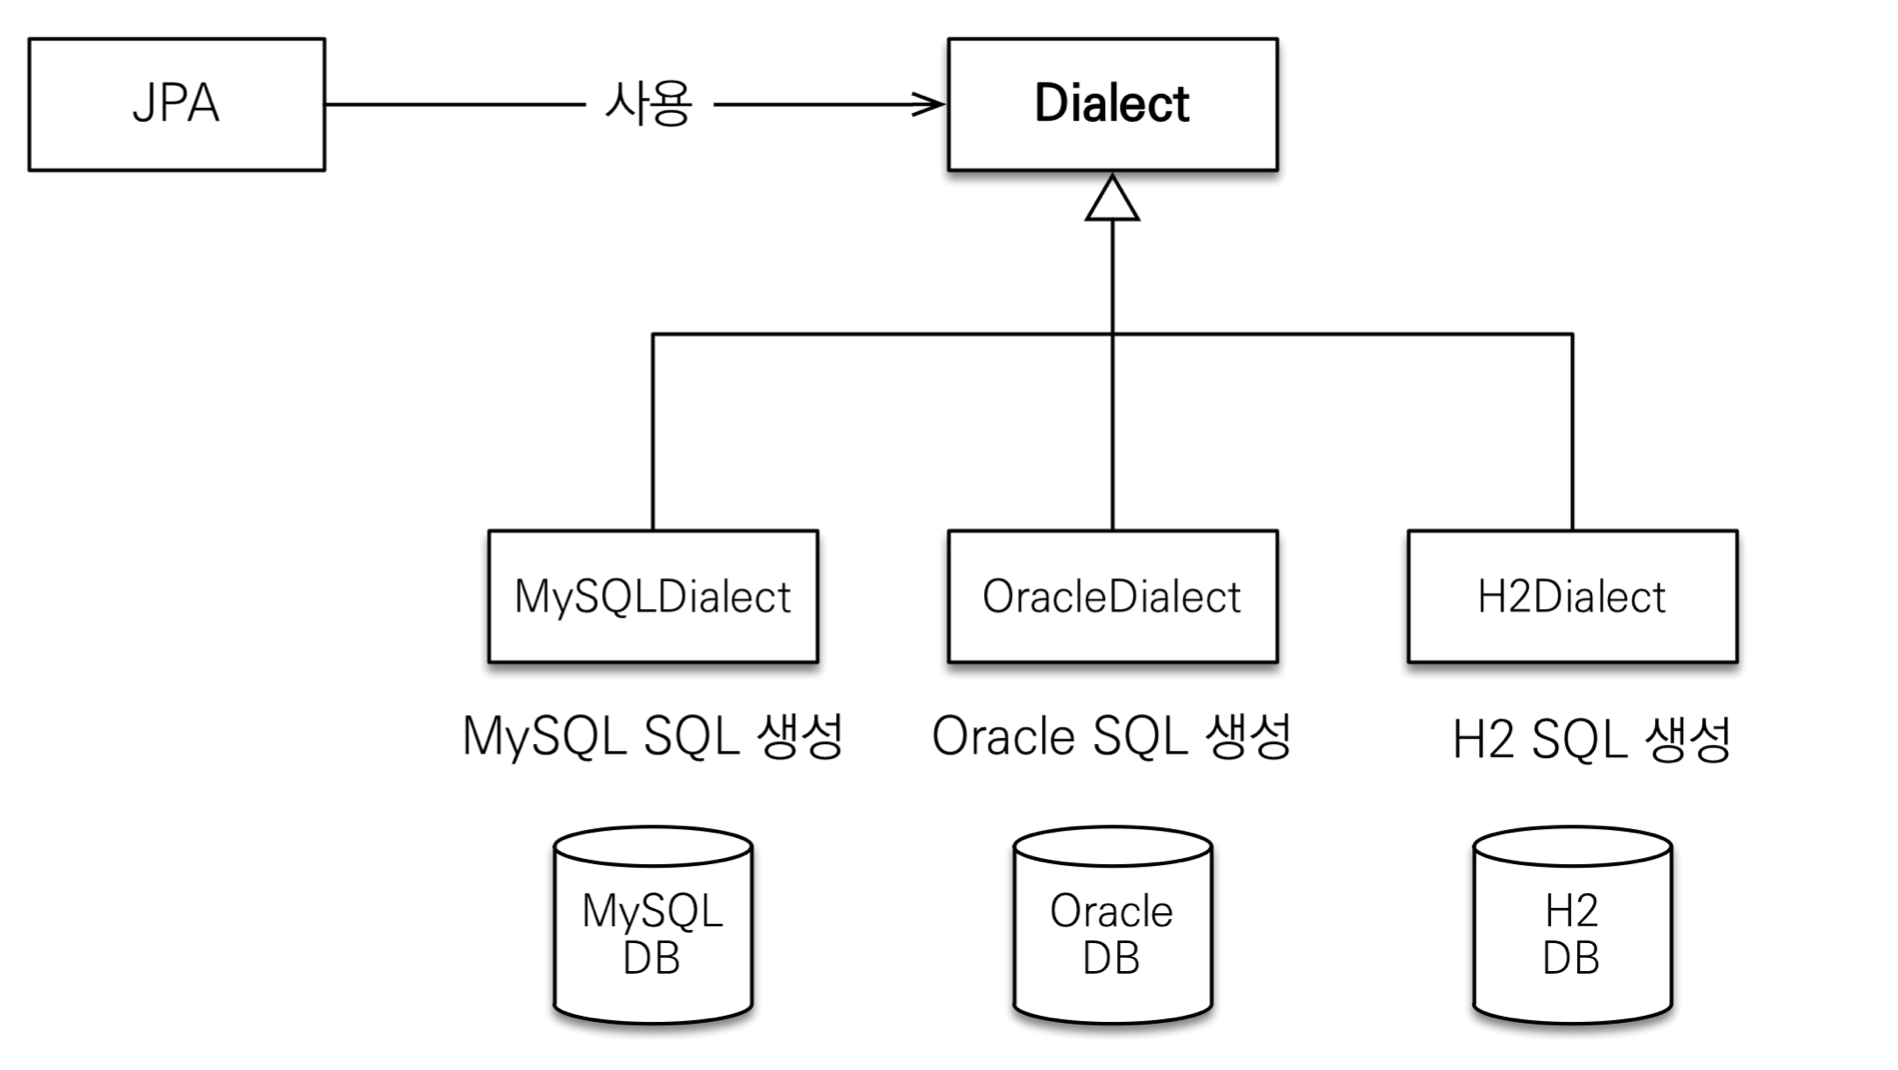 JPA
사용
Dialect
MySQLDialect
OracleDialect
H2Dialect
MySQL SQL 생성
Oracle SQL 생성
H2 SQL 생성
MySQL
DB
Oracle
DB
H2
DB